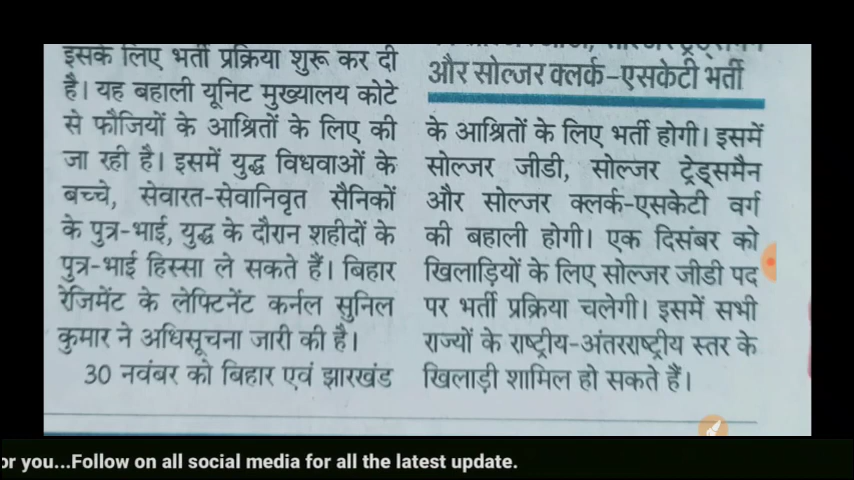 इसके लिए भर्ती प्रक्रिया शुरू कर दी
है। यह बहाली यूनिट मुख्यालय कोटे
से फौजियों के आश्रितों के लिए की
जा रही है। इसमें युद्ध विधवाओं के
बच्चे, सेवारत-सेवानिवृत सैनिकों
के पुत्र-भाई, युद्ध के दौरान शहीदों के
पुत्र-भाई हिस्सा ले सकते हैं। बिहार
रेजिमेंट के लेफ्टिनेंट कर्नल सुनिल
कुमार ने अधिसूचना जारी की है।
30 नवंबर को बिहार एवं झारखंड
और सोल्जर क्लर्क-एसकेटी भर्ती
के आश्रितों के लिए भर्ती होगी। इसमें
सोल्जर जीडी, सोल्जर ट्रेड्समैन
और सोल्जर क्लर्क-एसकेटी वर्ग
की बहाली होगी। एक दिसंबर को
खिलाड़ियों के लिए सोल्जर जीडी पद
पर भर्ती प्रक्रिया चलेगी। इसमें सभी
राज्यों के राष्ट्रीय-अंतरराष्ट्रीय स्तर के
खिलाड़ी शामिल हो सकते हैं।
or you...Follow on all social media for all the latest update.